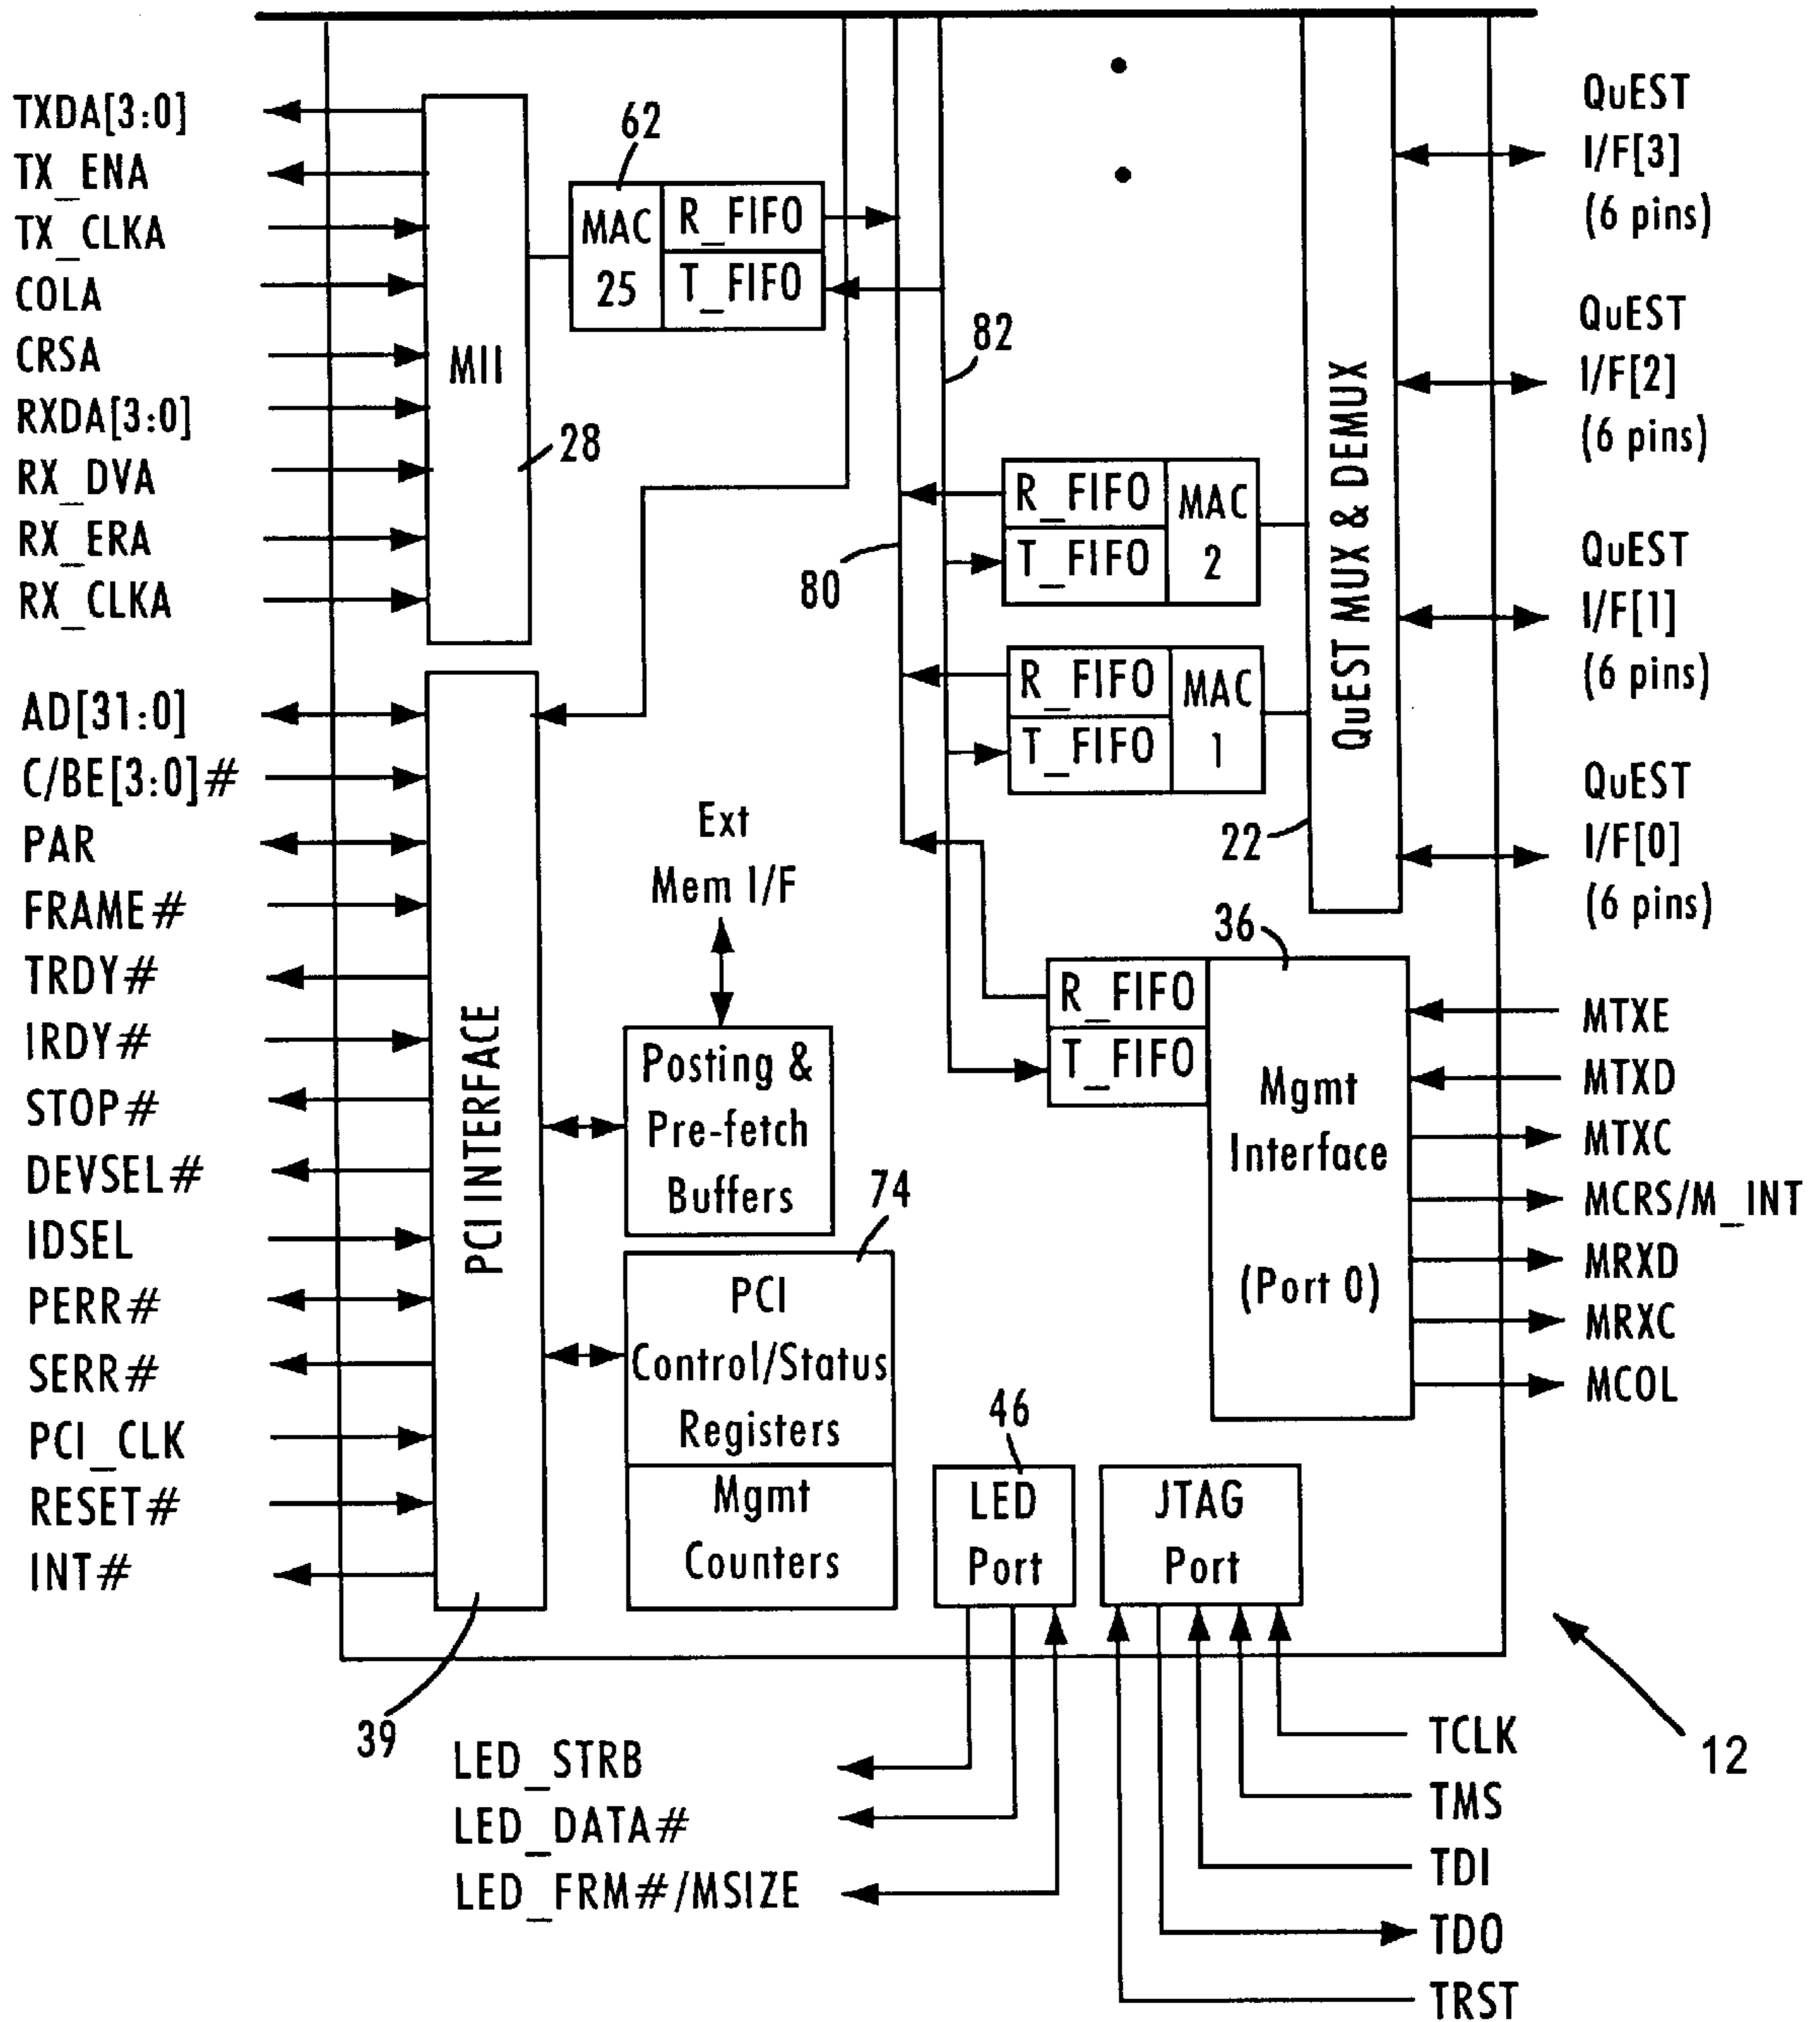 TXDA[3:0]
TX_ENA
TX_CLKA
COLA
CRSA
RXDA[3:0]
RX_DVA
RX_ERA
RX_CLKA
MII
28
62
MAC
25
R_FIFO
T_FIFO
82
80
R_FIFO
T_FIFO
MAC
2
R_FIFO
T_FIFO
MAC
1
QuEST MUX & DEMUX
22
QuEST
I/F[3]
(6 pins)
QuEST
I/F[2]
(6 pins)
QuEST
I/F[1]
(6 pins)
QuEST
I/F[0]
(6 pins)
AD[31:0]
C/BE[3:0]#
PAR
FRAME#
TRDY#
IRDY#
STOP#
DEVSEL#
IDSEL
PERR#
SERR#
PCI_CLK
RESET#
INT#
PCI INTERFACE
39
Ext
Mem I/F
Posting &
Pre-fetch
Buffers
74
PCI
Control/Status
Registers
Mgmt
Counters
36
R_FIFO
T_FIFO
Mgmt
Interface
(Port 0)
MTXE
MTXD
MTXC
MCRS/M_INT
MRXD
MRXC
MCOL
46
LED
Port
JTAG
Port
LED_STRB
LED_DATA#
LED_FRM#/MSIZE
TCLK
TMS
TDI
TDO
TRST
12